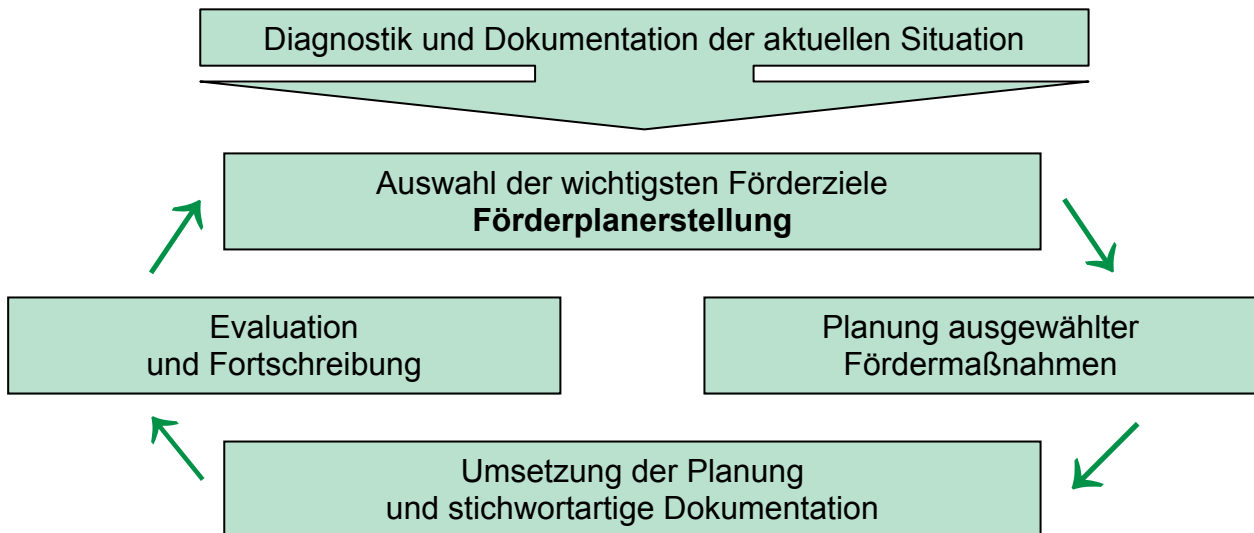 Diagnostik und Dokumentation der aktuellen Situation
Auswahl der wichtigsten Förderziele
Förderplanerstellung
Evaluation
und Fortschreibung
Planung ausgewählter
Fördermaßnahmen
Umsetzung der Planung
und stichwortartige Dokumentation